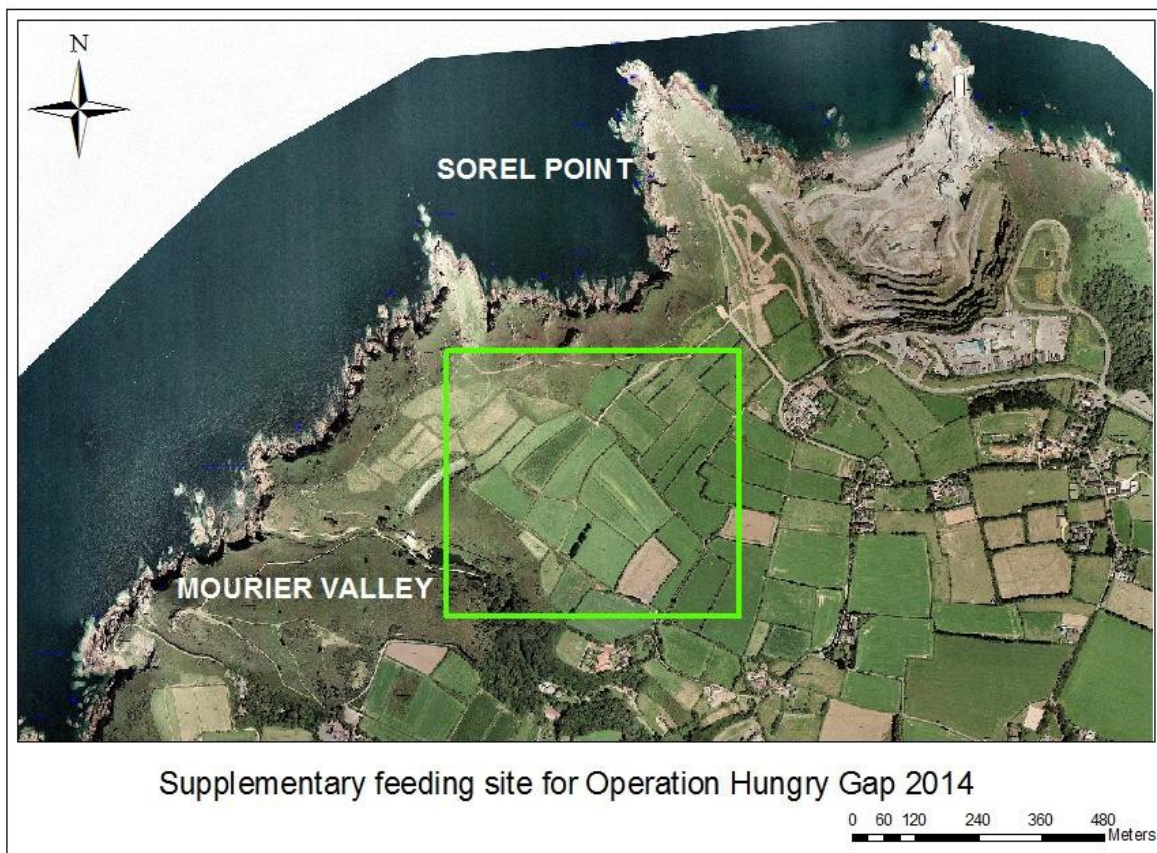 N
SOREL POINT
MOURIER VALLEY
Supplementary feeding site for Operation Hungry Gap 2014
0 60 120 240 360 480
Meters